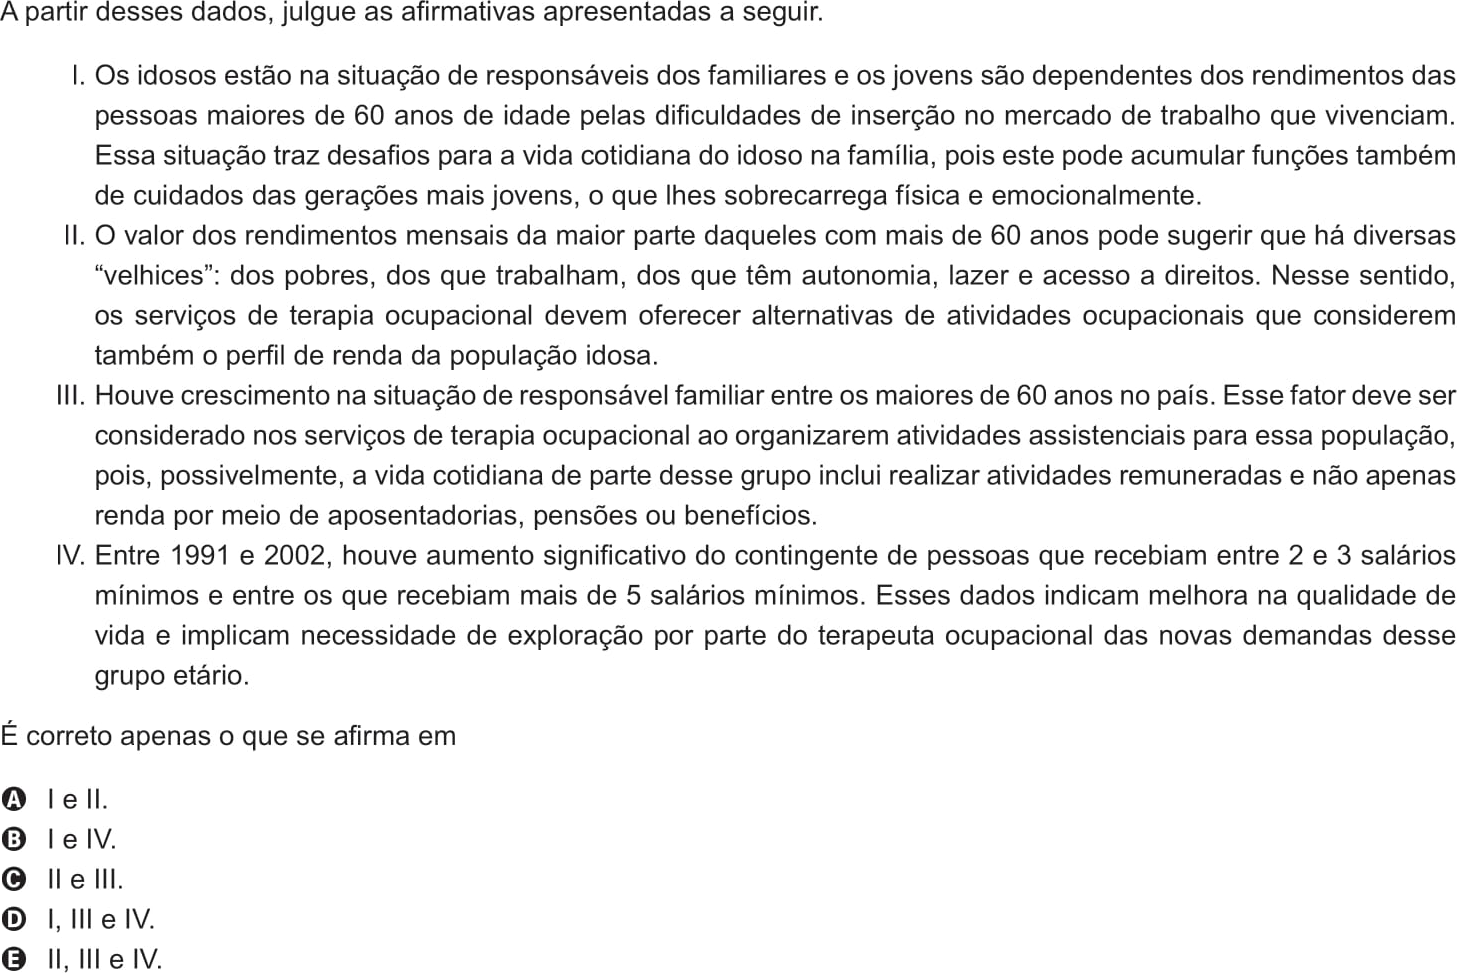 A partir desses dados, julgue as afirmativas apresentadas a seguir.
I. Os idosos estão na situação de responsáveis dos familiares e os jovens são dependentes dos rendimentos das
pessoas maiores de 60 anos de idade pelas dificuldades de inserção no mercado de trabalho que vivenciam.
Essa situação traz desafios para a vida cotidiana do idoso na família, pois este pode acumular funções também
de cuidados das gerações mais jovens, o que lhes sobrecarrega física e emocionalmente.
II. O valor dos rendimentos mensais da maior parte daqueles com mais de 60 anos pode sugerir que há diversas
“velhices”: dos pobres, dos que trabalham, dos que têm autonomia, lazer e acesso a direitos. Nesse sentido,
os serviços de terapia ocupacional devem oferecer alternativas de atividades ocupacionais que considerem
também o perfil de renda da população idosa.
III. Houve crescimento na situação de responsável familiar entre os maiores de 60 anos no país. Esse fator deve ser
considerado nos serviços de terapia ocupacional ao organizarem atividades assistenciais para essa população,
pois, possivelmente, a vida cotidiana de parte desse grupo inclui realizar atividades remuneradas e não apenas
renda por meio de aposentadorias, pensões ou benefícios.
IV. Entre 1991 e 2002, houve aumento significativo do contingente de pessoas que recebiam entre 2 e 3 salários
mínimos e entre os que recebiam mais de 5 salários mínimos. Esses dados indicam melhora na qualidade de
vida e implicam necessidade de exploração por parte do terapeuta ocupacional das novas demandas desse
grupo etário.
É correto apenas o que se afirma em
A I e II.
B I e IV.
C II e III.
D I, III e IV.
E II, III e IV.